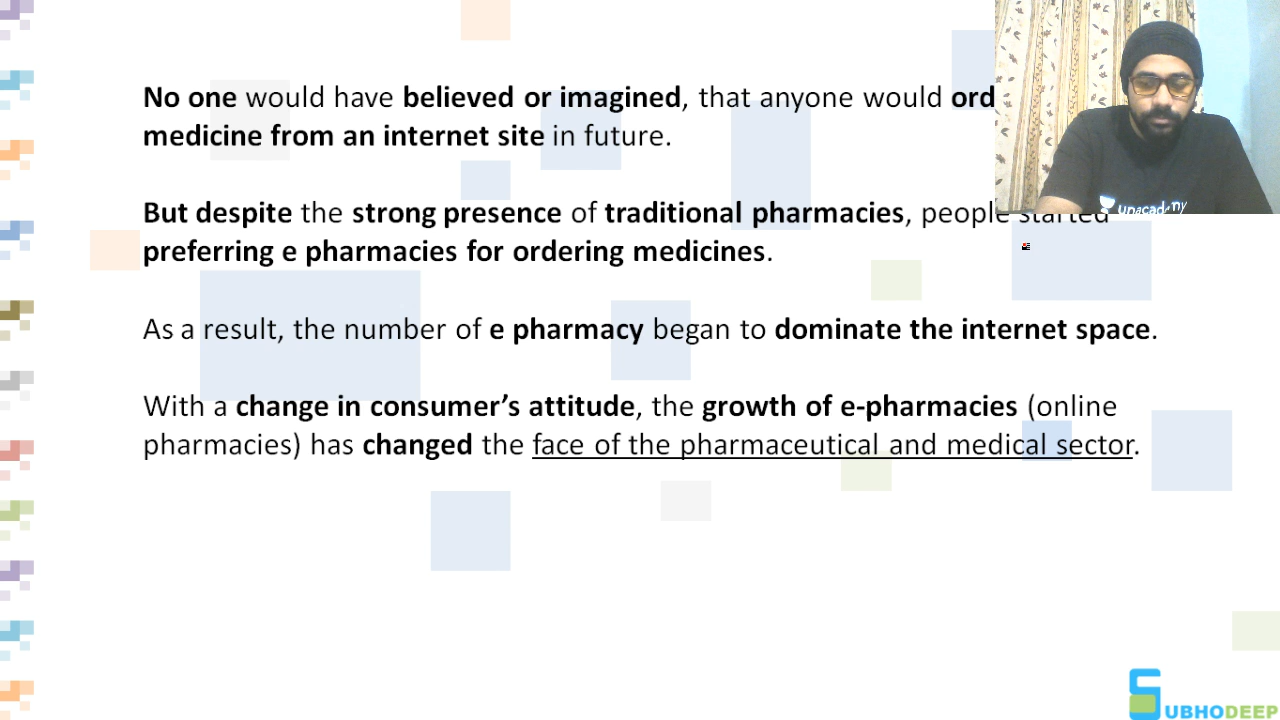 No one would have believed or imagined, that anyone would ord
medicine from an internet site in future.
But despite the strong presence of traditional pharmacies, people started
preferring e pharmacies for ordering medicines.
As a result, the number of e pharmacy began to dominate the internet space.
With a change in consumer’s attitude, the growth of e-pharmacies (online
pharmacies) has changed the face of the pharmaceutical and medical sector.
unacademy
SUBHODEEP